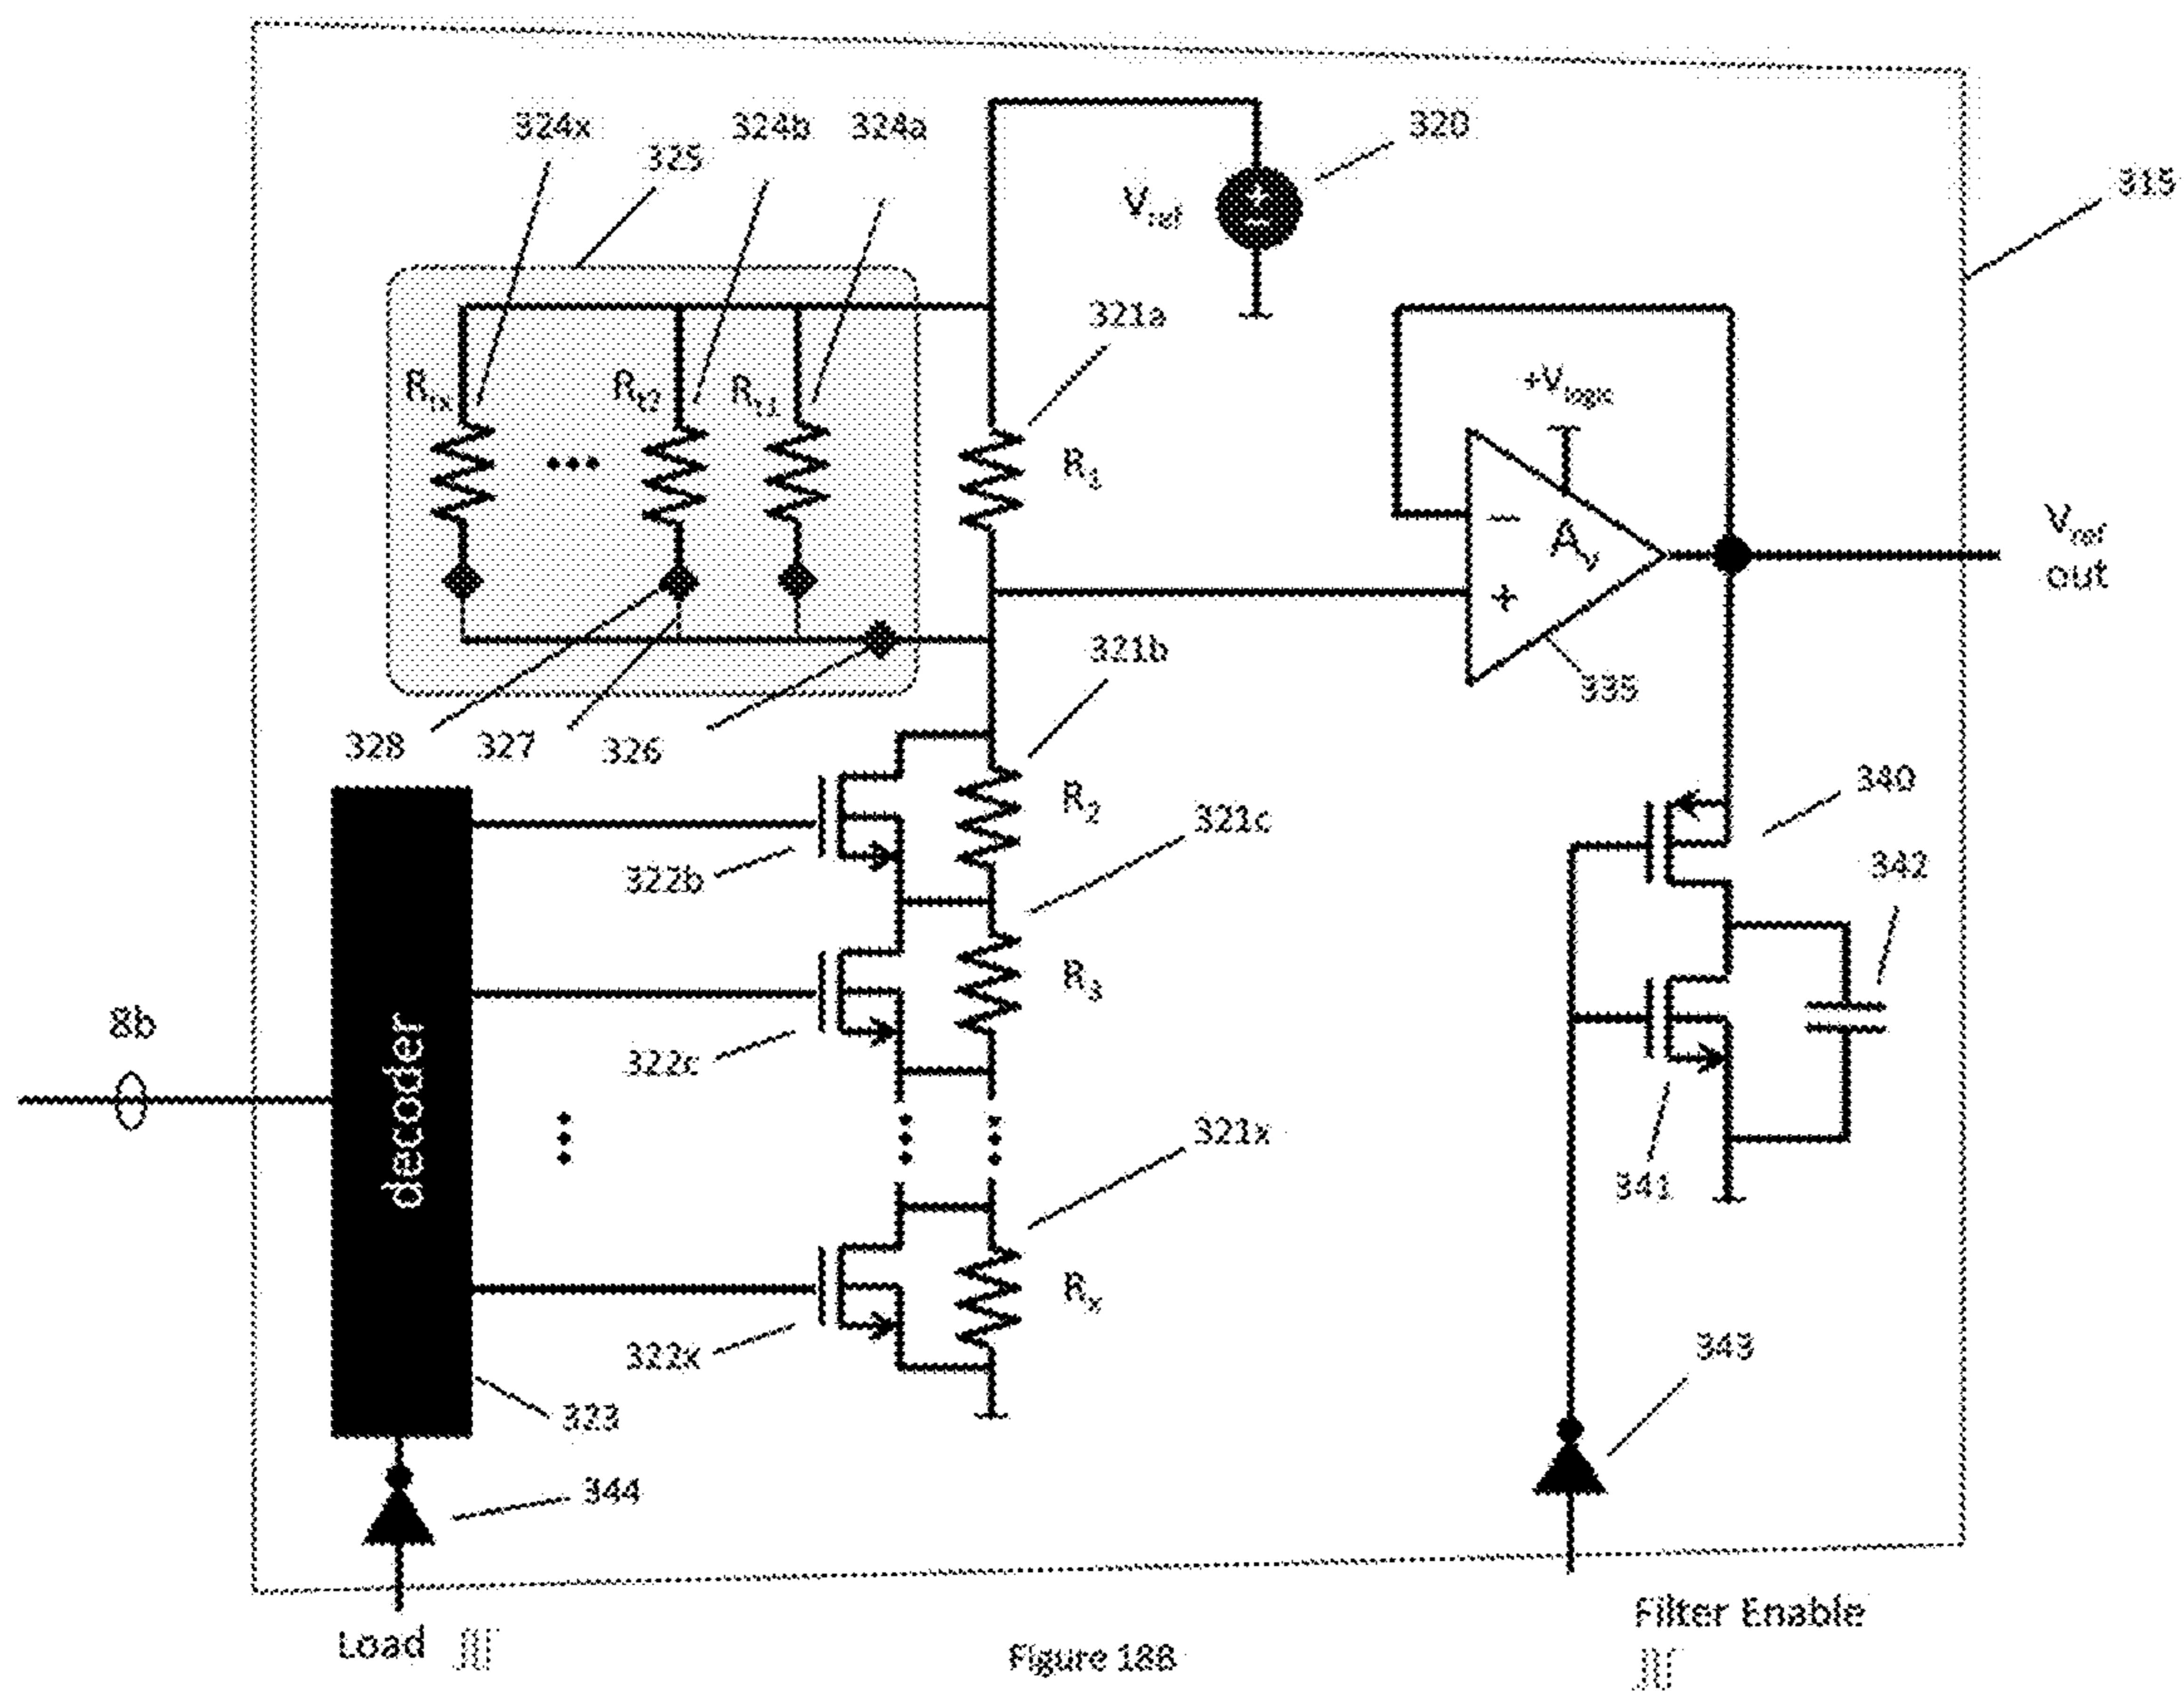 324x
325
324b
324a
320
315
Vref
321a
Rtx
Rt2
Rt1
R1
+Vlogic
−
Av
+
Vref
out
335
321b
328
327
326
340
R2
321c
342
322b
R3
8b
decoder
322c
321x
341
Rx
322x
343
323
344
Load
Filter Enable
Figure 18B